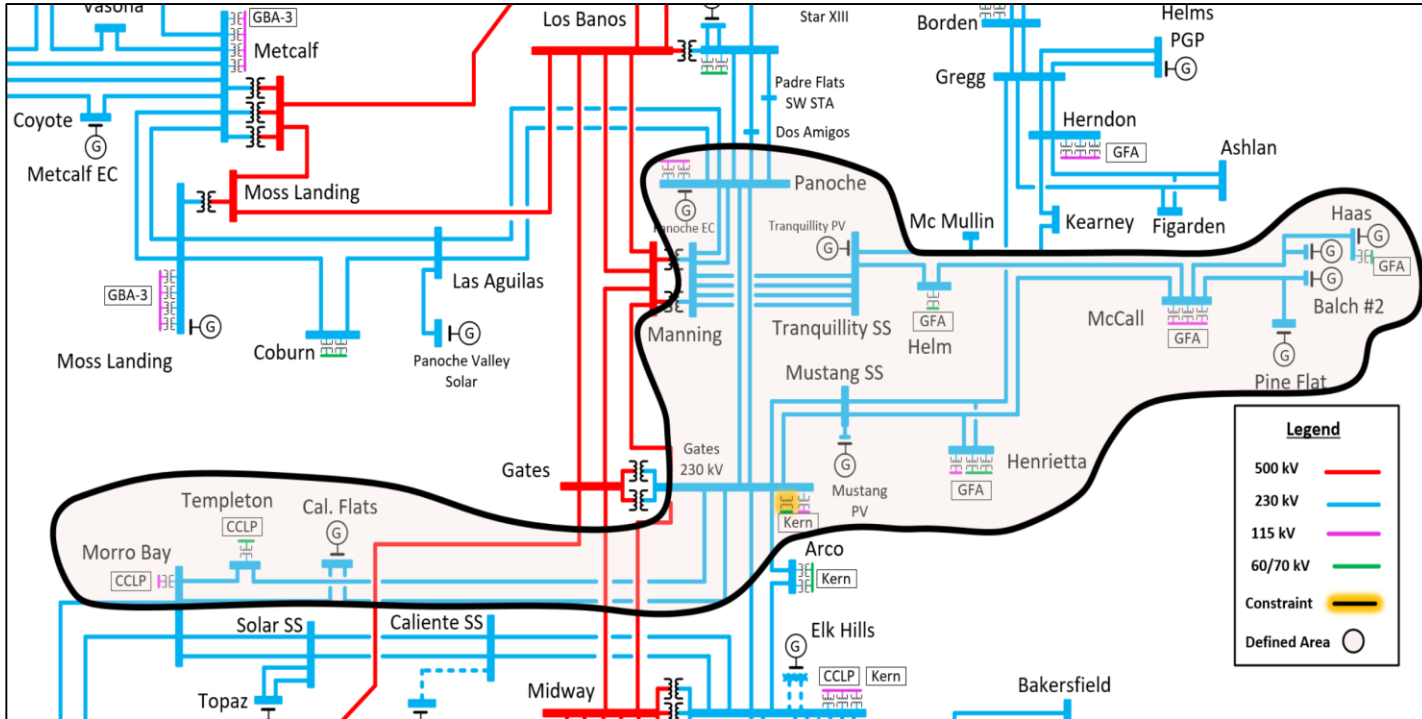 Vasona
GBA-3
Metcalf
Coyote
G
Metcalf EC
Moss Landing
GBA-3
G
Moss Landing
Coburn
Las Aguilas
G
Panoche Valley
Solar
Los Banos
G
Star XIII
Padre Flats
SW STA
Dos Amigos
Borden
Gregg
Helms
PGP
G
Herndon
GFA
Ashlan
Figarden
Kearney
Mc Mullin
Panoche
G
Panoche EC
Tranquillity PV
G
Manning
Tranquillity SS
GFA
Helm
McCall
GFA
Haas
G
GFA
G
G
Balch #2
G
Pine Flat
Mustang SS
G
Mustang
PV
Henrietta
GFA
Gates
230 kV
Gates
Kern
Templeton
CCLP
Cal. Flats
G
Morro Bay
CCLP
Arco
Kern
Solar SS
Caliente SS
Topaz
Elk Hills
G
CCLP
Kern
Midway
Bakersfield
Legend
500 kV
230 kV
115 kV
60/70 kV
Constraint
Defined Area